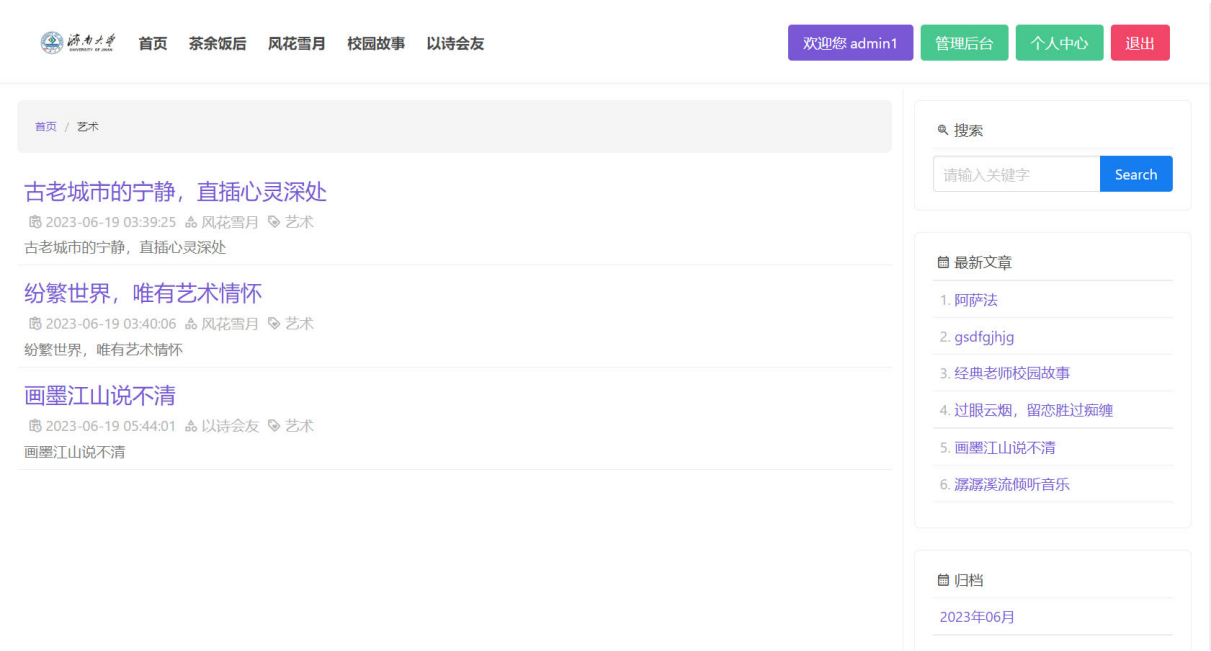 济南大学 首页 茶余饭后 风花雪月 校园故事 以诗会友 欢迎您 admin1 管理后台 个人中心 退出
UNIVERSITY OF JINAN
首页 / 艺术
古老城市的宁静，直插心灵深处
2023-06-19 03:39:25 风花雪月 艺术
古老城市的宁静，直插心灵深处
纷繁世界，唯有艺术情怀
2023-06-19 03:40:06 风花雪月 艺术
纷繁世界，唯有艺术情怀
画墨江山说不清
2023-06-19 05:44:01 以诗会友 艺术
画墨江山说不清
搜索
请输入关键字 Search
最新文章
1. 阿萨法
2. gsdfgjhjg
3. 经典老师校园故事
4. 过眼云烟，留恋胜过痴缠
5. 画墨江山说不清
6. 潺潺溪流倾听音乐
归档
2023年06月